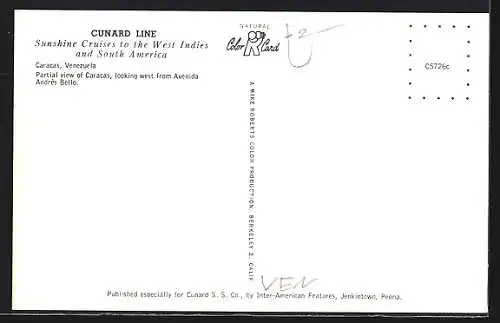 CUNARD LINE
Sunshine Cruises to the West Indies
and South America
Caracas, Venezuela
Partial view of Caracas, looking west from Avenida
Andrés Bello.
NATURAL
Color Card
2-
C5726c
A MIKE ROBERTS COLOR PRODUCTION, BERKELEY 2, CALIF.
VEN
Published especially for Cunard S. S. Co., by Inter-American Features, Jenkintown, Penna.